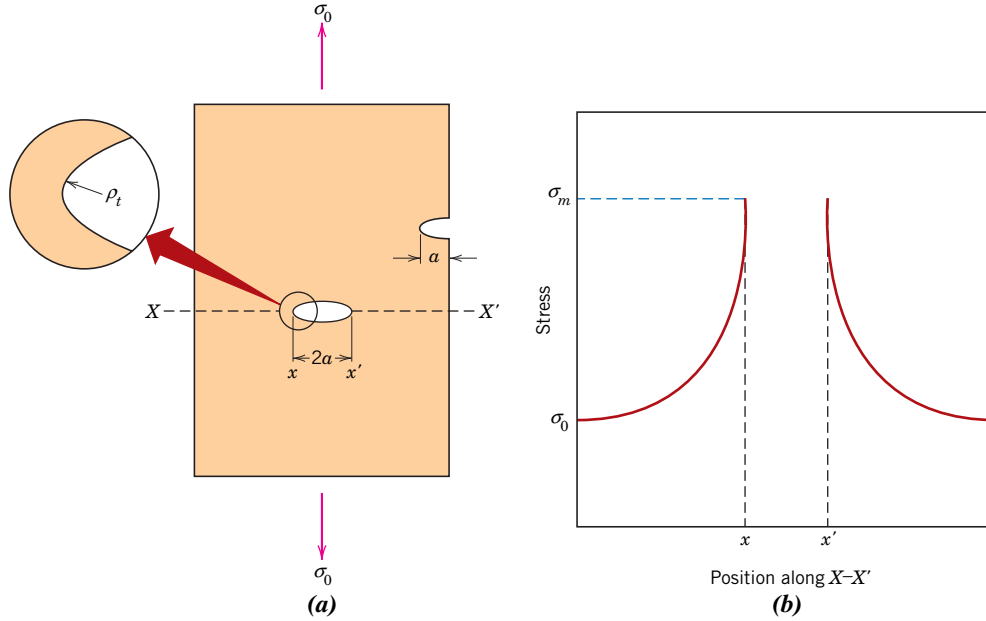 σ₀
ρₜ
a
X
X′
2a
x
x′
σ₀
(a)
Stress
σₘ
σ₀
x
x′
Position along X–X′
(b)